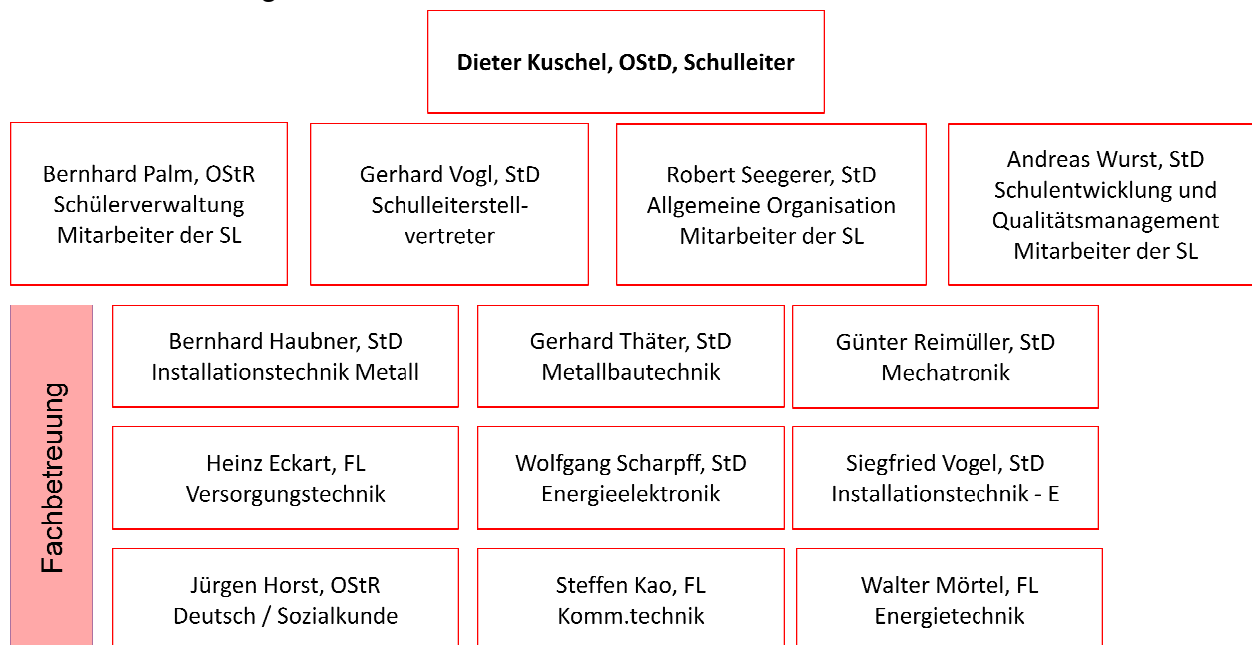 Dieter Kuschel, OStD, Schulleiter
Bernhard Palm, OStR
Schülerverwaltung
Mitarbeiter der SL
Gerhard Vogl, StD
Schulleiterstell-
vertreter
Robert Seegerer, StD
Allgemeine Organisation
Mitarbeiter der SL
Andreas Wurst, StD
Schulentwicklung und
Qualitätsmanagement
Mitarbeiter der SL
Fachbetreuung
Bernhard Haubner, StD
Installationstechnik Metall
Gerhard Thäter, StD
Metallbautechnik
Günter Reimüller, StD
Mechatronik
Heinz Eckart, FL
Versorgungstechnik
Wolfgang Scharpff, StD
Energieelektronik
Siegfried Vogel, StD
Installationstechnik - E
Jürgen Horst, OStR
Deutsch / Sozialkunde
Steffen Kao, FL
Komm.technik
Walter Mörtel, FL
Energietechnik